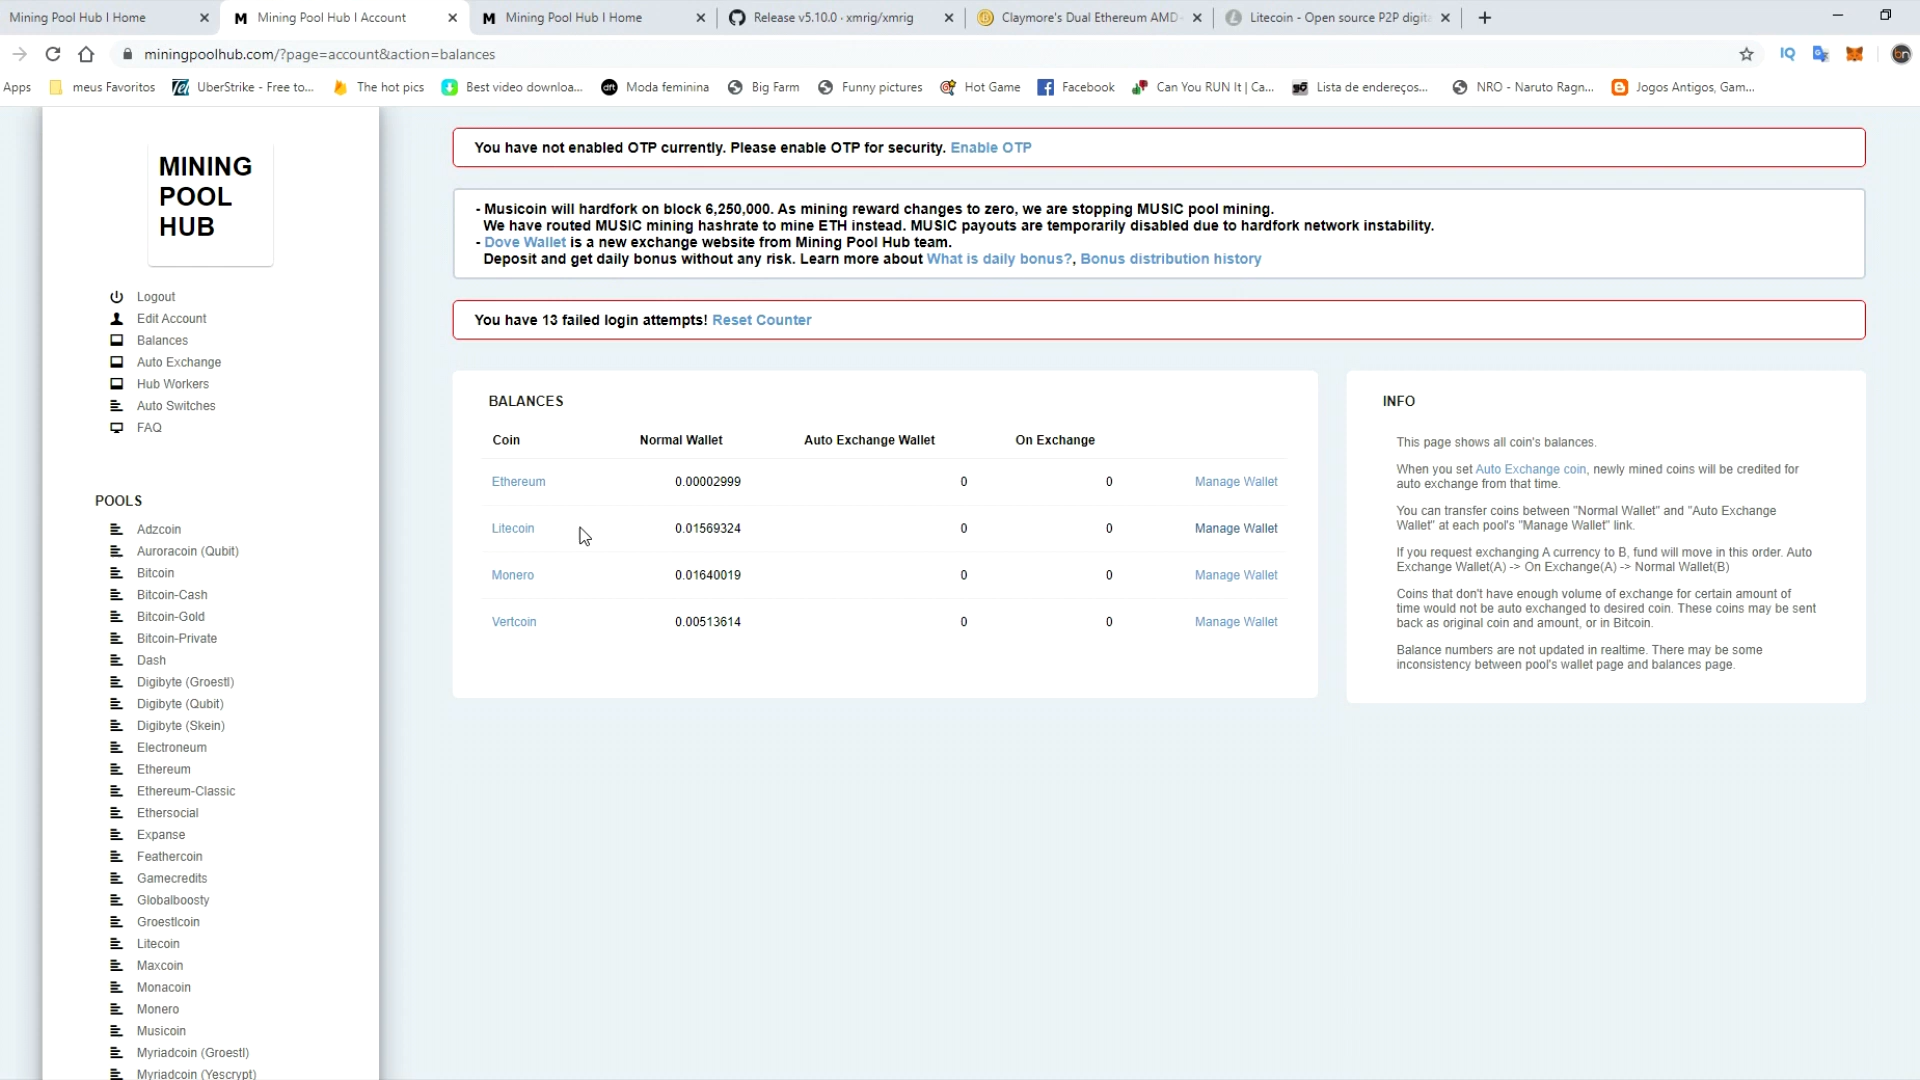 Mining Pool Hub I Home
Mining Pool Hub I Account
Mining Pool Hub I Home
Release v5.10.0 · xmrig/xmrig
Claymore's Dual Ethereum AMD
Litecoin - Open source P2P digit
miningpoolhub.com/?page=account&action=balances
Apps
meus Favoritos
UberStrike - Free to...
The hot pics
Best video downloa...
Moda feminina
Big Farm
Funny pictures
Hot Game
Facebook
Can You RUN It | Ca...
Lista de endereços...
NRO - Naruto Ragn...
Jogos Antigos, Gam...
MINING
POOL
HUB
Logout
Edit Account
Balances
Auto Exchange
Hub Workers
Auto Switches
FAQ
POOLS
Adzcoin
Auroracoin (Qubit)
Bitcoin
Bitcoin-Cash
Bitcoin-Gold
Bitcoin-Private
Dash
Digibyte (Groestl)
Digibyte (Qubit)
Digibyte (Skein)
Electroneum
Ethereum
Ethereum-Classic
Ethersocial
Expanse
Feathercoin
Gamecredits
Globalboosty
Groestlcoin
Litecoin
Maxcoin
Monacoin
Monero
Musicoin
Myriadcoin (Groestl)
Myriadcoin (Yescrypt)
You have not enabled OTP currently. Please enable OTP for security. Enable OTP
- Musicoin will hardfork on block 6,250,000. As mining reward changes to zero, we are stopping MUSIC pool mining.
We have routed MUSIC mining hashrate to mine ETH instead. MUSIC payouts are temporarily disabled due to hardfork network instability.
- Dove Wallet is a new exchange website from Mining Pool Hub team.
Deposit and get daily bonus without any risk. Learn more about What is daily bonus?, Bonus distribution history
You have 13 failed login attempts! Reset Counter
BALANCES
Coin Normal Wallet Auto Exchange Wallet On Exchange
Ethereum 0.00002999 0 0 Manage Wallet
Litecoin 0.01569324 0 0 Manage Wallet
Monero 0.01640019 0 0 Manage Wallet
Vertcoin 0.00513614 0 0 Manage Wallet
INFO
This page shows all coin's balances.
When you set Auto Exchange coin, newly mined coins will be credited for
auto exchange from that time.
You can transfer coins between "Normal Wallet" and "Auto Exchange
Wallet" at each pool's "Manage Wallet" link.
If you request exchanging A currency to B, fund will move in this order. Auto
Exchange Wallet(A) -> On Exchange(A) -> Normal Wallet(B)
Coins that don't have enough volume of exchange for certain amount of
time would not be auto exchanged to desired coin. These coins may be sent
back as original coin and amount, or in Bitcoin.
Balance numbers are not updated in realtime. There may be some
inconsistency between pool's wallet page and balances page.